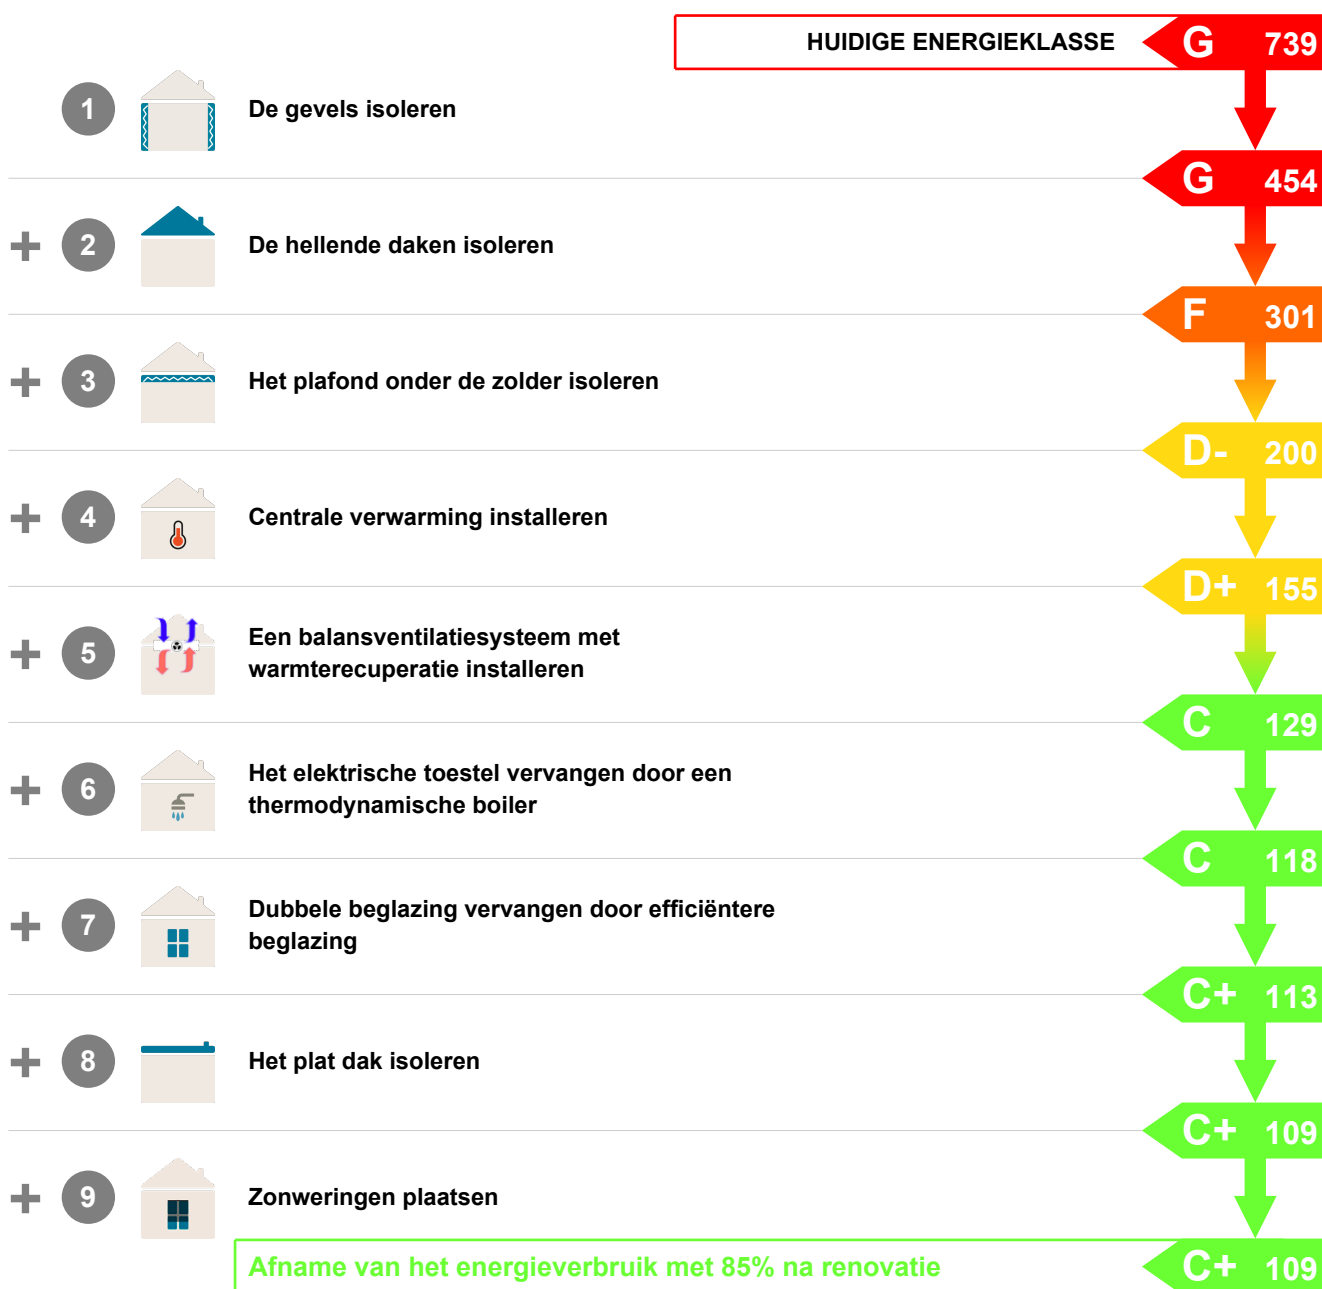 HUIDIGE ENERGIEKLASSE G 739
1 De gevels isoleren
G 454
+ 2 De hellende daken isoleren
F 301
+ 3 Het plafond onder de zolder isoleren
D- 200
+ 4 Centrale verwarming installeren
D+ 155
+ 5 Een balansventilatiesysteem met
warmterecuperatie installeren
C 129
+ 6 Het elektrische toestel vervangen door een
thermodynamische boiler
C 118
+ 7 Dubbele beglazing vervangen door efficiëntere
beglazing
C+ 113
+ 8 Het plat dak isoleren
C+ 109
+ 9 Zonweringen plaatsen
Afname van het energieverbruik met 85% na renovatie C+ 109